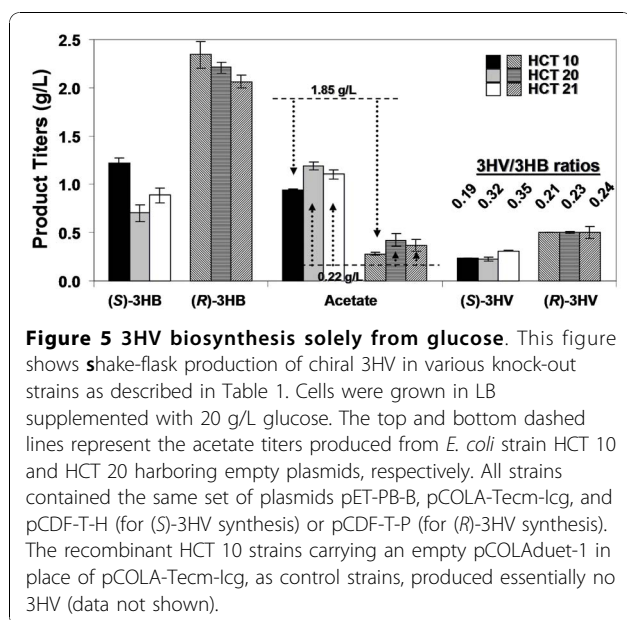 2.5
2.0
1.5
1.0
0.5
0.0
Product Titers (g/L)
HCT 10
HCT 20
HCT 21
1.85 g/L
0.22 g/L
3HV/3HB ratios
0.19 0.32 0.35 0.21 0.23 0.24
(S)-3HB (R)-3HB Acetate (S)-3HV (R)-3HV
Figure 5 3HV biosynthesis solely from glucose. This figure
shows shake-flask production of chiral 3HV in various knock-out
strains as described in Table 1. Cells were grown in LB
supplemented with 20 g/L glucose. The top and bottom dashed
lines represent the acetate titers produced from E. coli strain HCT 10
and HCT 20 harboring empty plasmids, respectively. All strains
contained the same set of plasmids pET-PB-B, pCOLA-Tecm-lcg, and
pCDF-T-H (for (S)-3HV synthesis) or pCDF-T-P (for (R)-3HV synthesis).
The recombinant HCT 10 strains carrying an empty pCOLAduet-1 in
place of pCOLA-Tecm-lcg, as control strains, produced essentially no
3HV (data not shown).